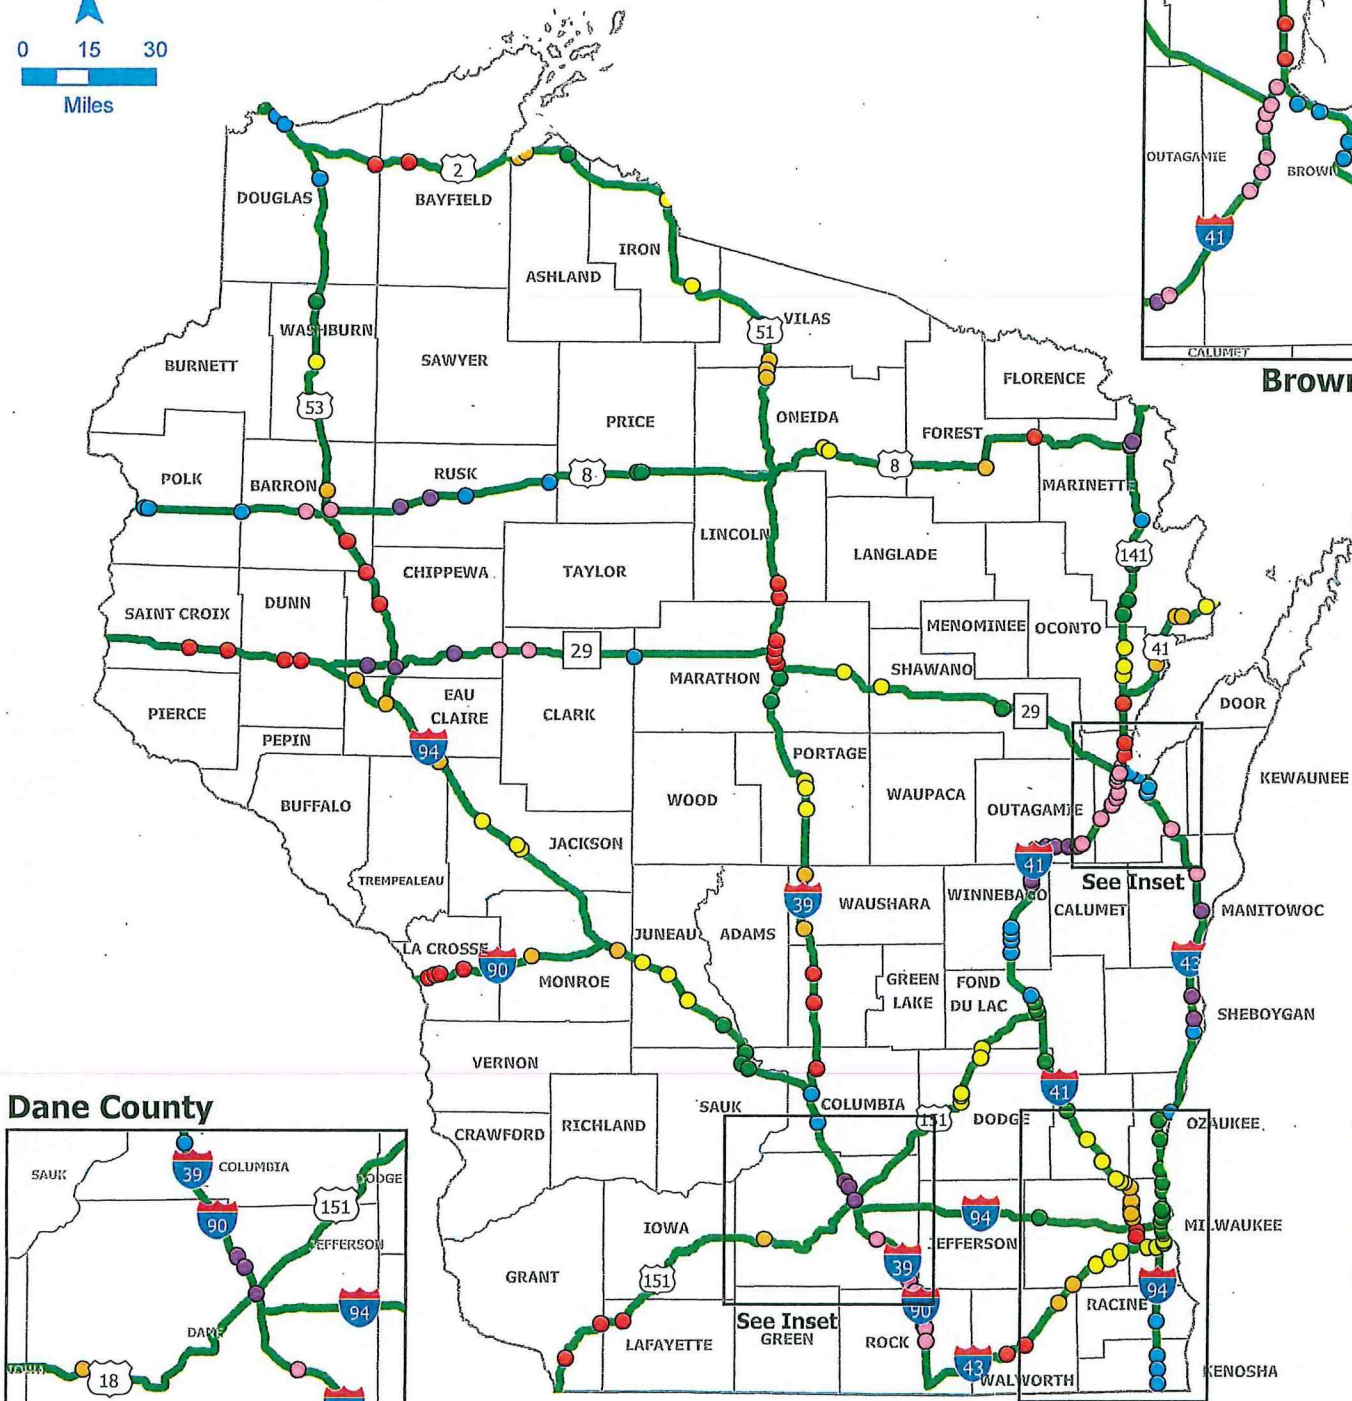 0 15 30
Miles
OUTAGAMIE
BROWN
41
CALUMET
Brown
2
DOUGLAS
BAYFIELD
ASHLAND
IRON
VILAS
51
WASHBURN
BURNETT
SAWYER
53
FLORENCE
PRICE
ONEIDA
FOREST
8
8
POLK
BARRON
RUSK
MARINETTE
LINCOLN
LANGLADE
141
CHIPPEWA
TAYLOR
SAINT CROIX
DUNN
MENOMINEE
OCONTO
29
41
MARATHON
SHAWANO
EAU
CLAIRE
CLARK
PIERCE
29
DOOR
PEPIN
94
PORTAGE
KEWAUNEE
BUFFALO
WOOD
WAUPACA
OUTAGAMIE
JACKSON
41
See Inset
TREMPEALEAU
39
WAUSHARA
WINNEBAGO
CALUMET
MANITOWOC
LA CROSSE
90
MONROE
JUNEAU
ADAMS
43
GREEN
LAKE
FOND
DU LAC
SHEBOYGAN
VERNON
41
SAUK
COLUMBIA
DODGE
OZAUKEE
RICHLAND
CRAWFORD
151
IOWA
94
MILWAUKEE
JEFFERSON
39
GRANT
151
90
94
RACINE
See Inset
LAFAYETTE
GREEN
ROCK
43
WALWORTH
KENOSHA
Dane County
SAUK
39
COLUMBIA
DODGE
90
151
JEFFERSON
94
DANE
IOWA
18